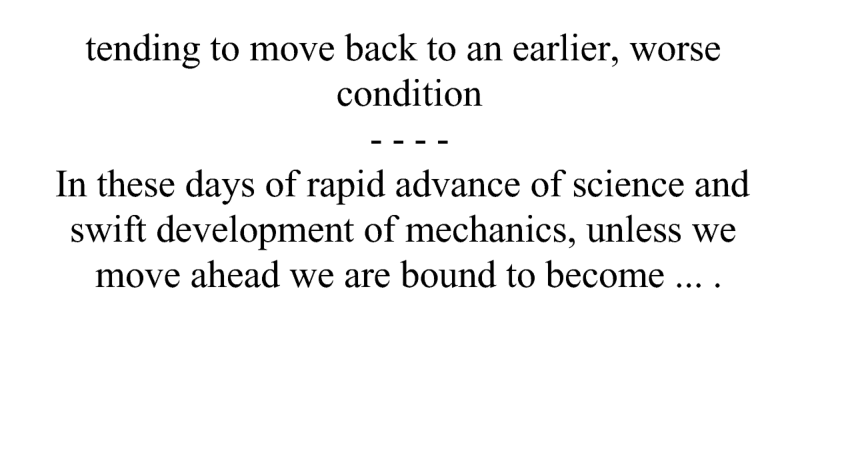 tending to move back to an earlier, worse
condition
- - - -
In these days of rapid advance of science and
swift development of mechanics, unless we
move ahead we are bound to become ... .